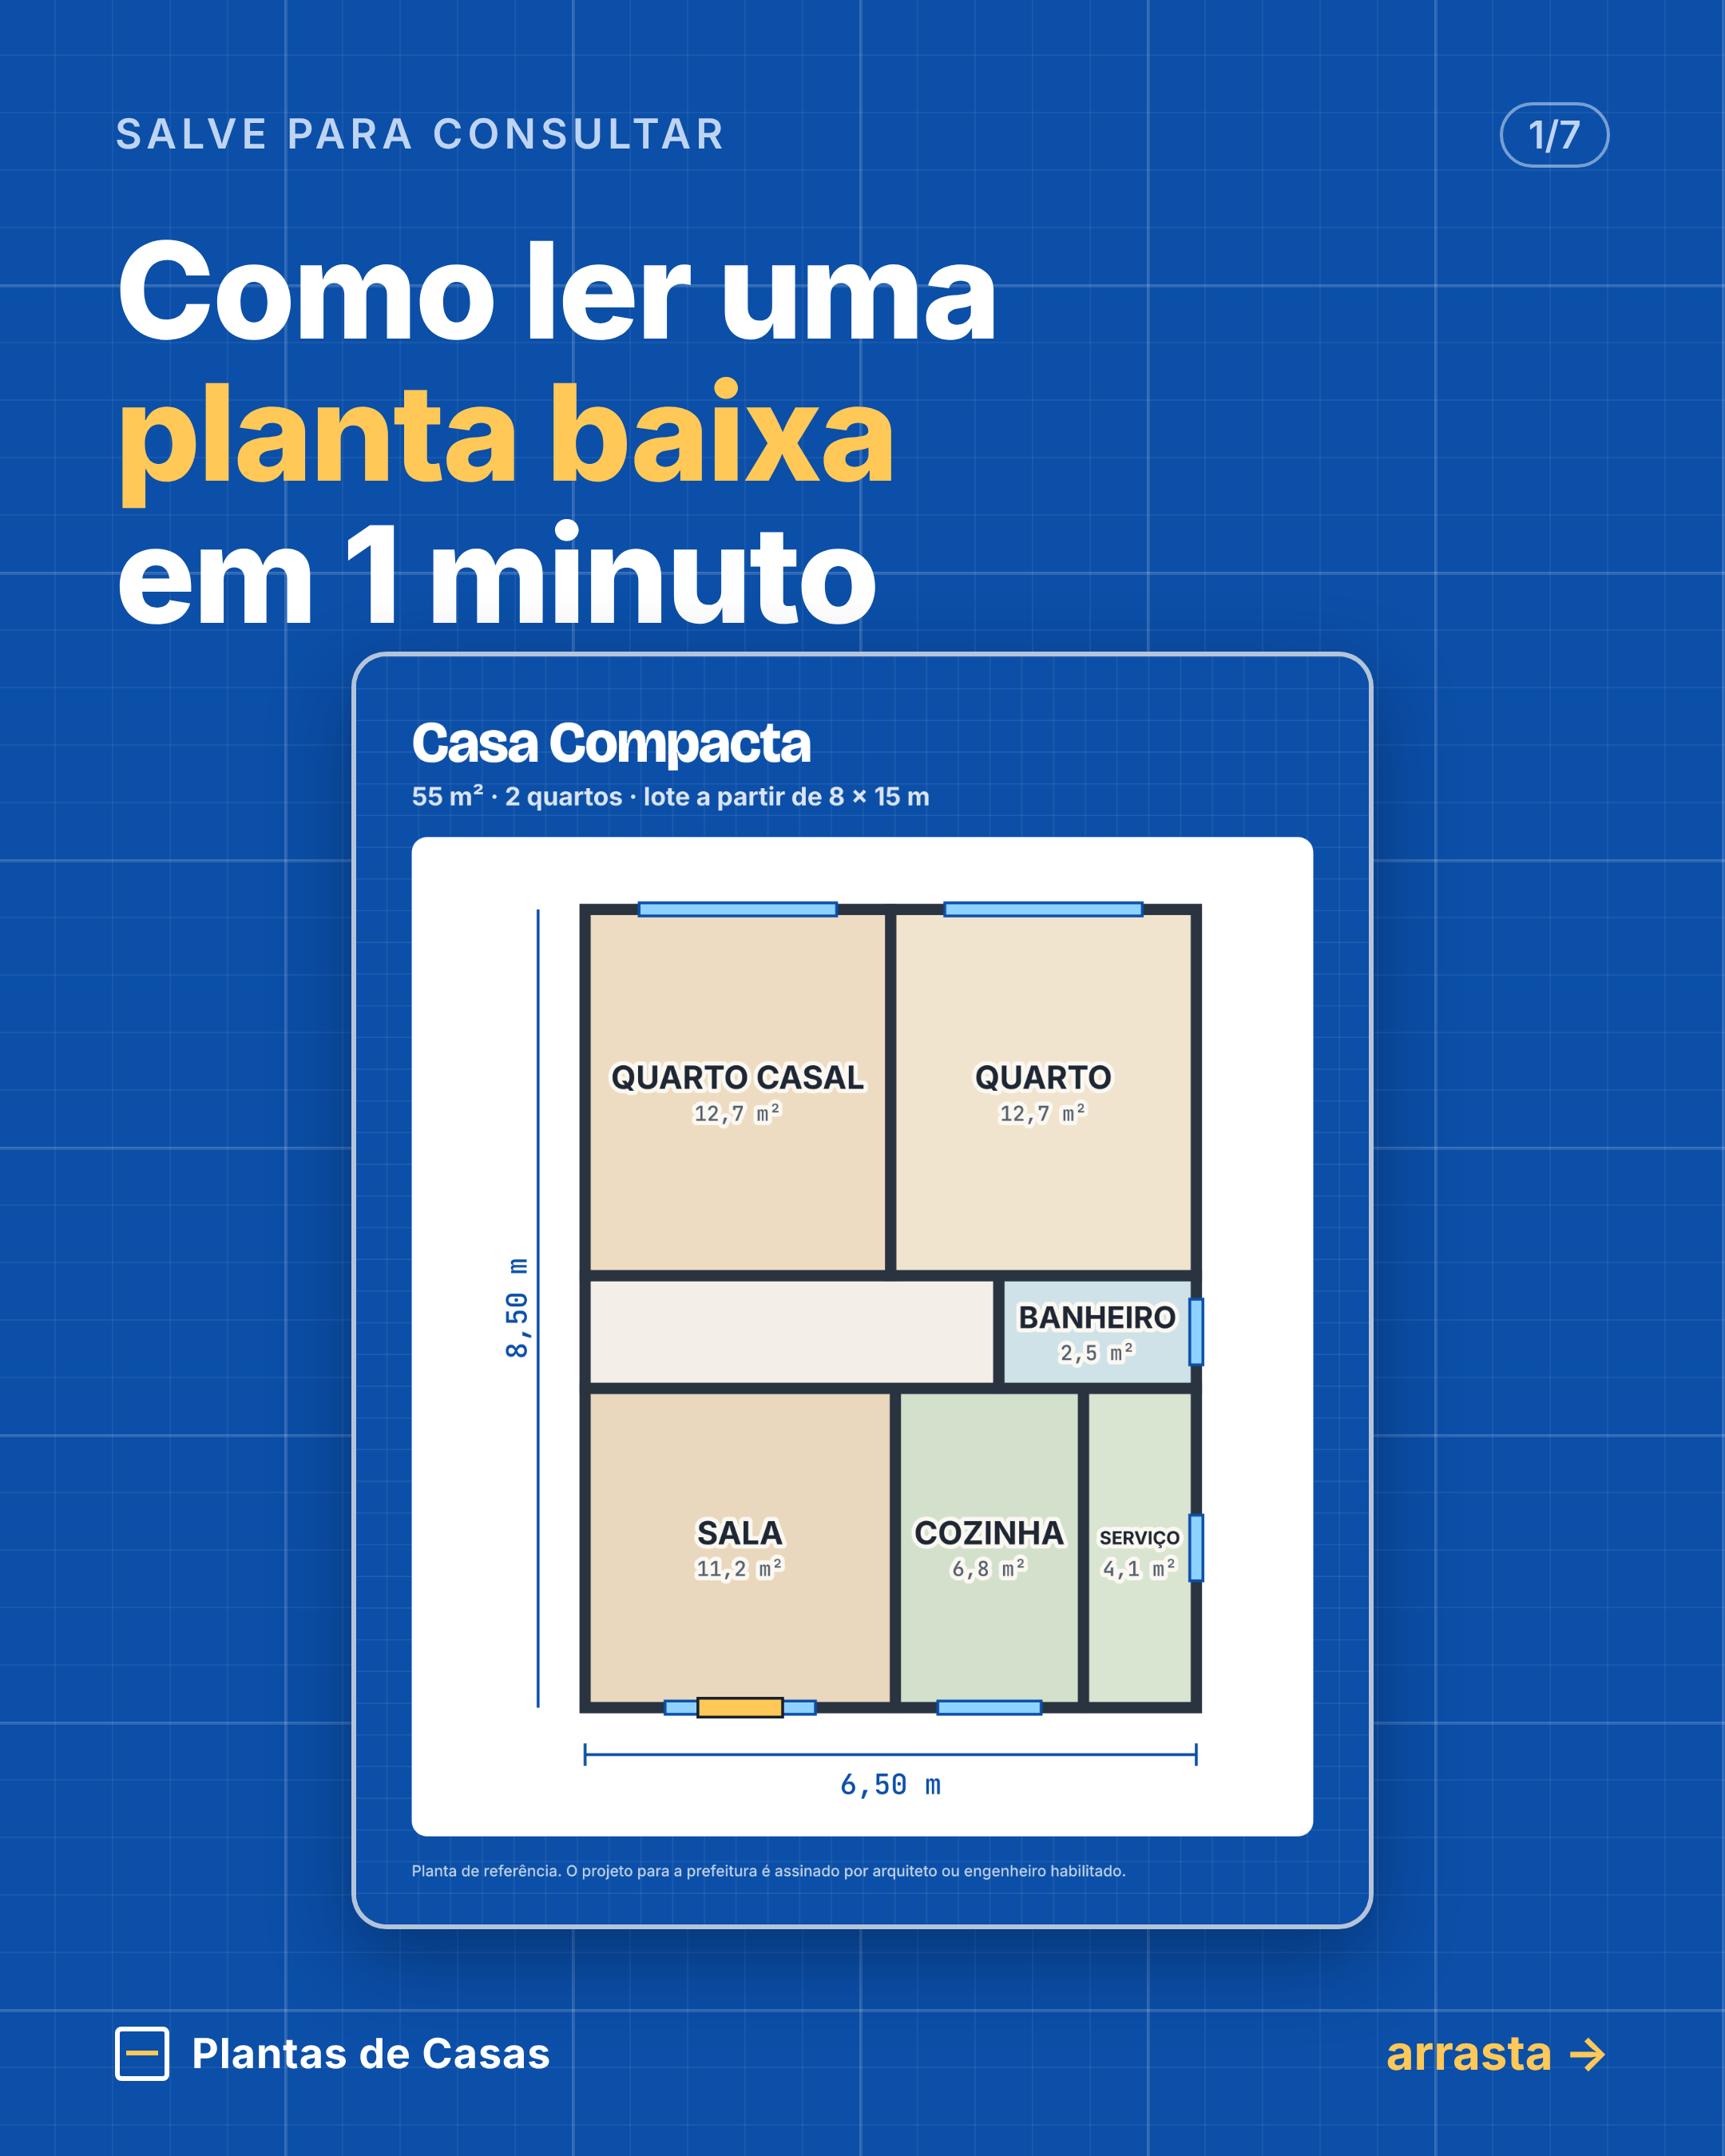 SALVE PARA CONSULTAR
1/7
Como ler uma
planta baixa
em 1 minuto
Casa Compacta
55 m² · 2 quartos · lote a partir de 8 × 15 m
QUARTO CASAL
12,7 m²
QUARTO
12,7 m²
8,50 m
BANHEIRO
2,5 m²
SALA
11,2 m²
COZINHA
6,8 m²
SERVIÇO
4,1 m²
6,50 m
Planta de referência. O projeto para a prefeitura é assinado por arquiteto ou engenheiro habilitado.
Plantas de Casas
arrasta →